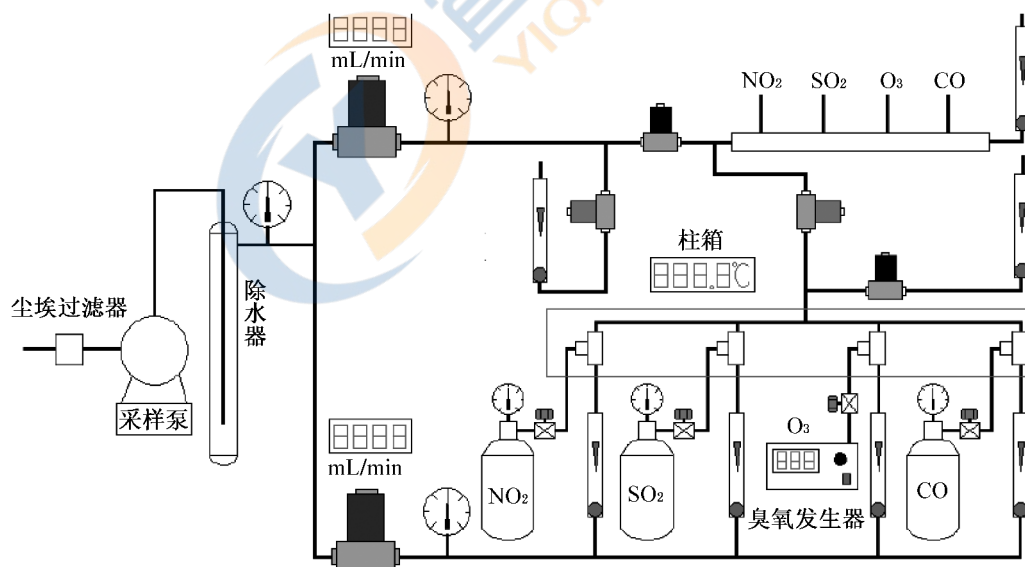 mL/min
NO₂
SO₂
O₃
CO
柱箱
℃
尘埃过滤器
除水器
采样泵
mL/min
NO₂
SO₂
O₃
臭氧发生器
CO